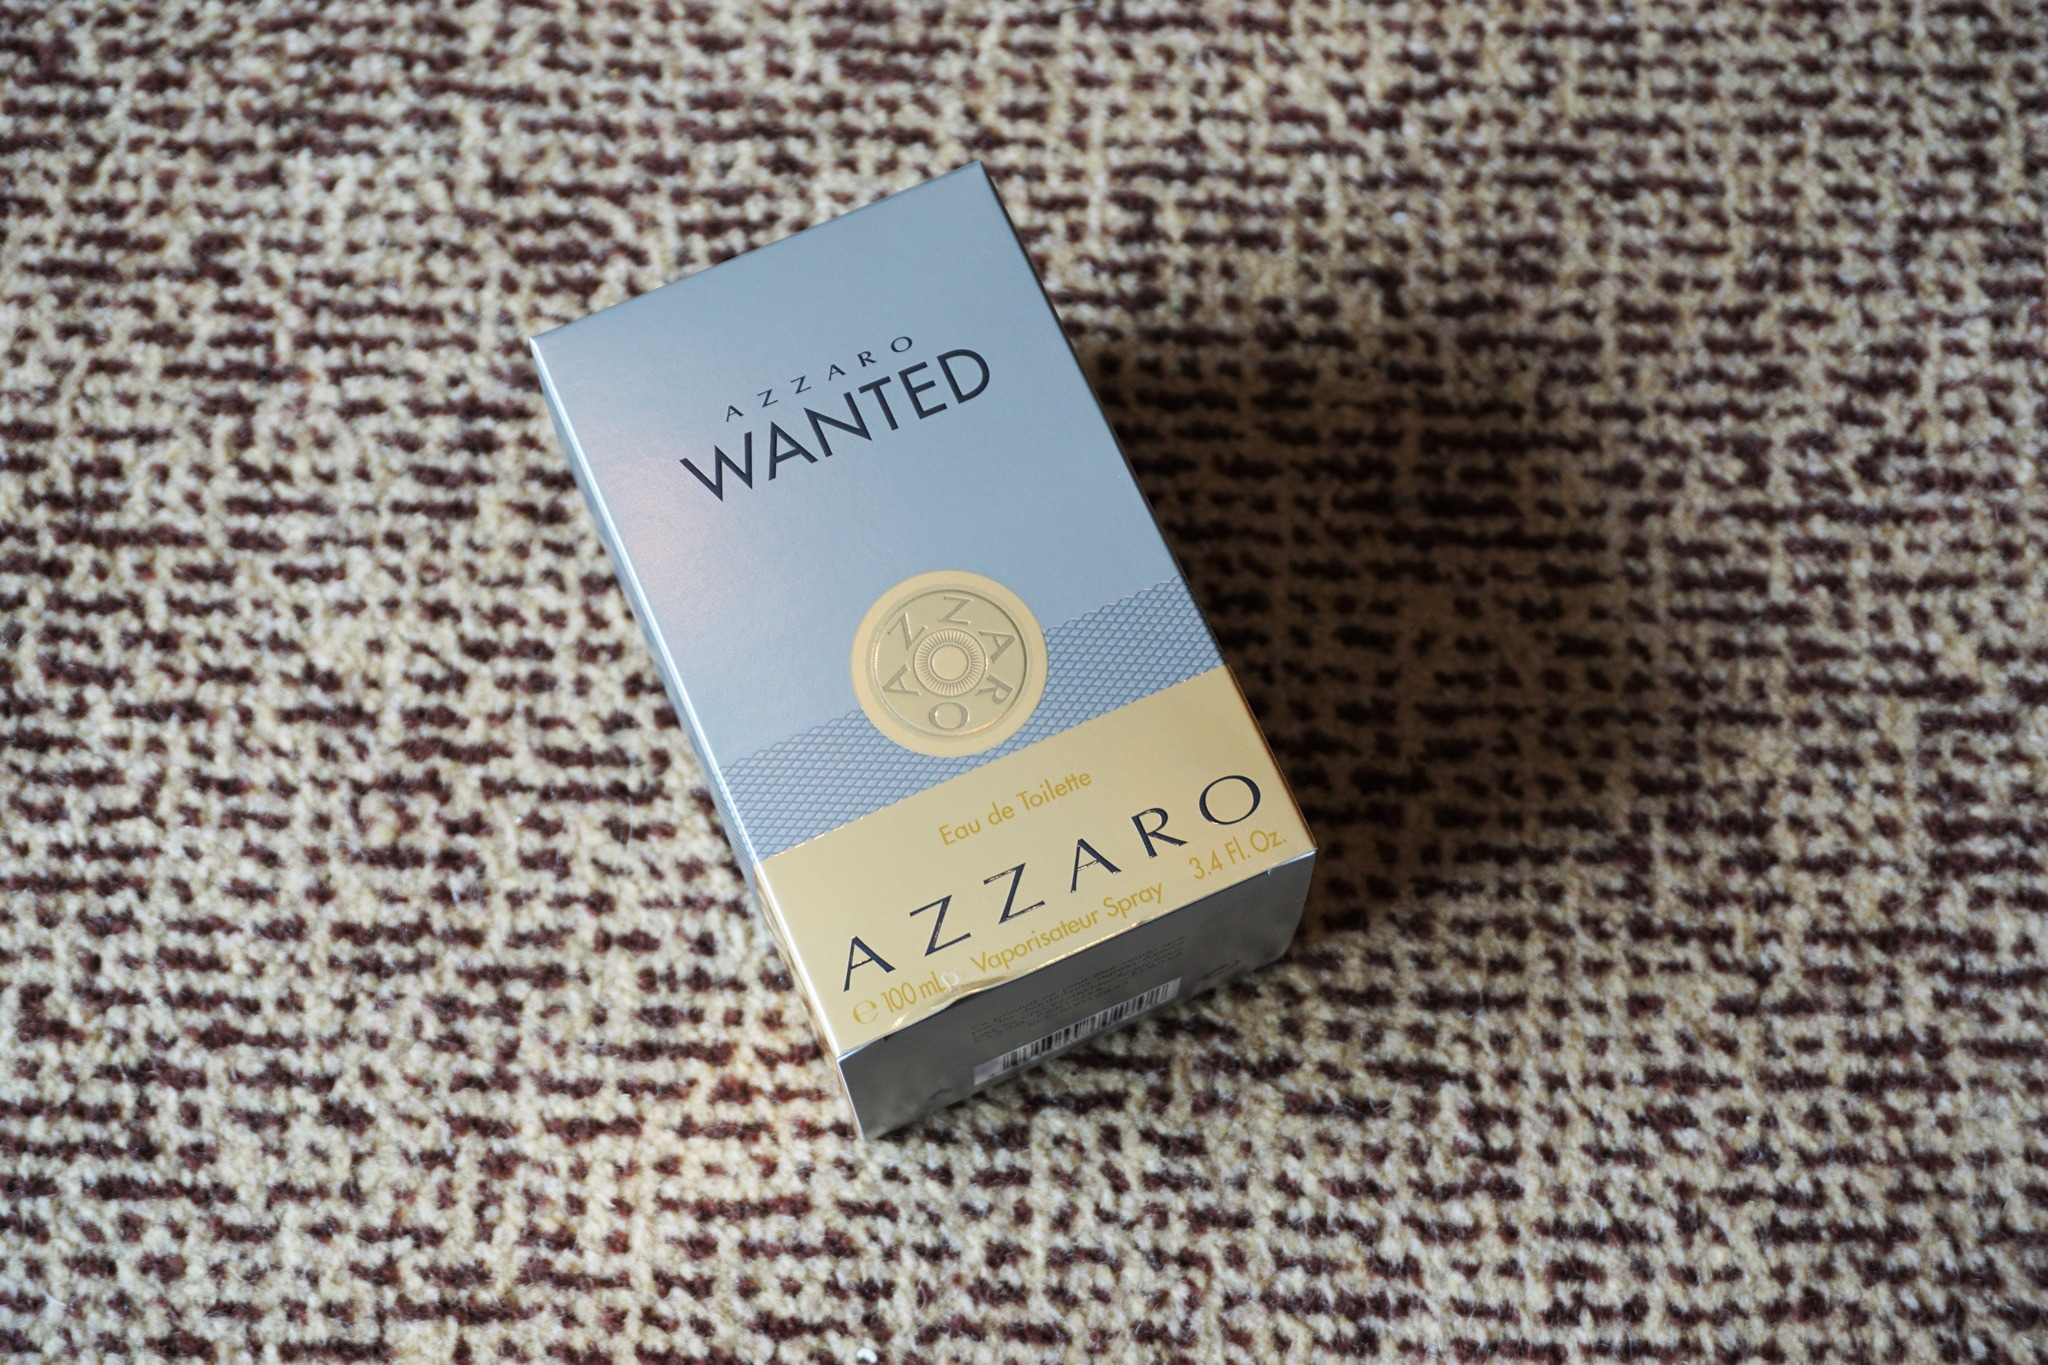 AZZARO
WANTED
AZZARO
Eau de Toilette
AZZARO
℮ 100 mL Vaporisateur Spray 3.4 Fl. Oz.